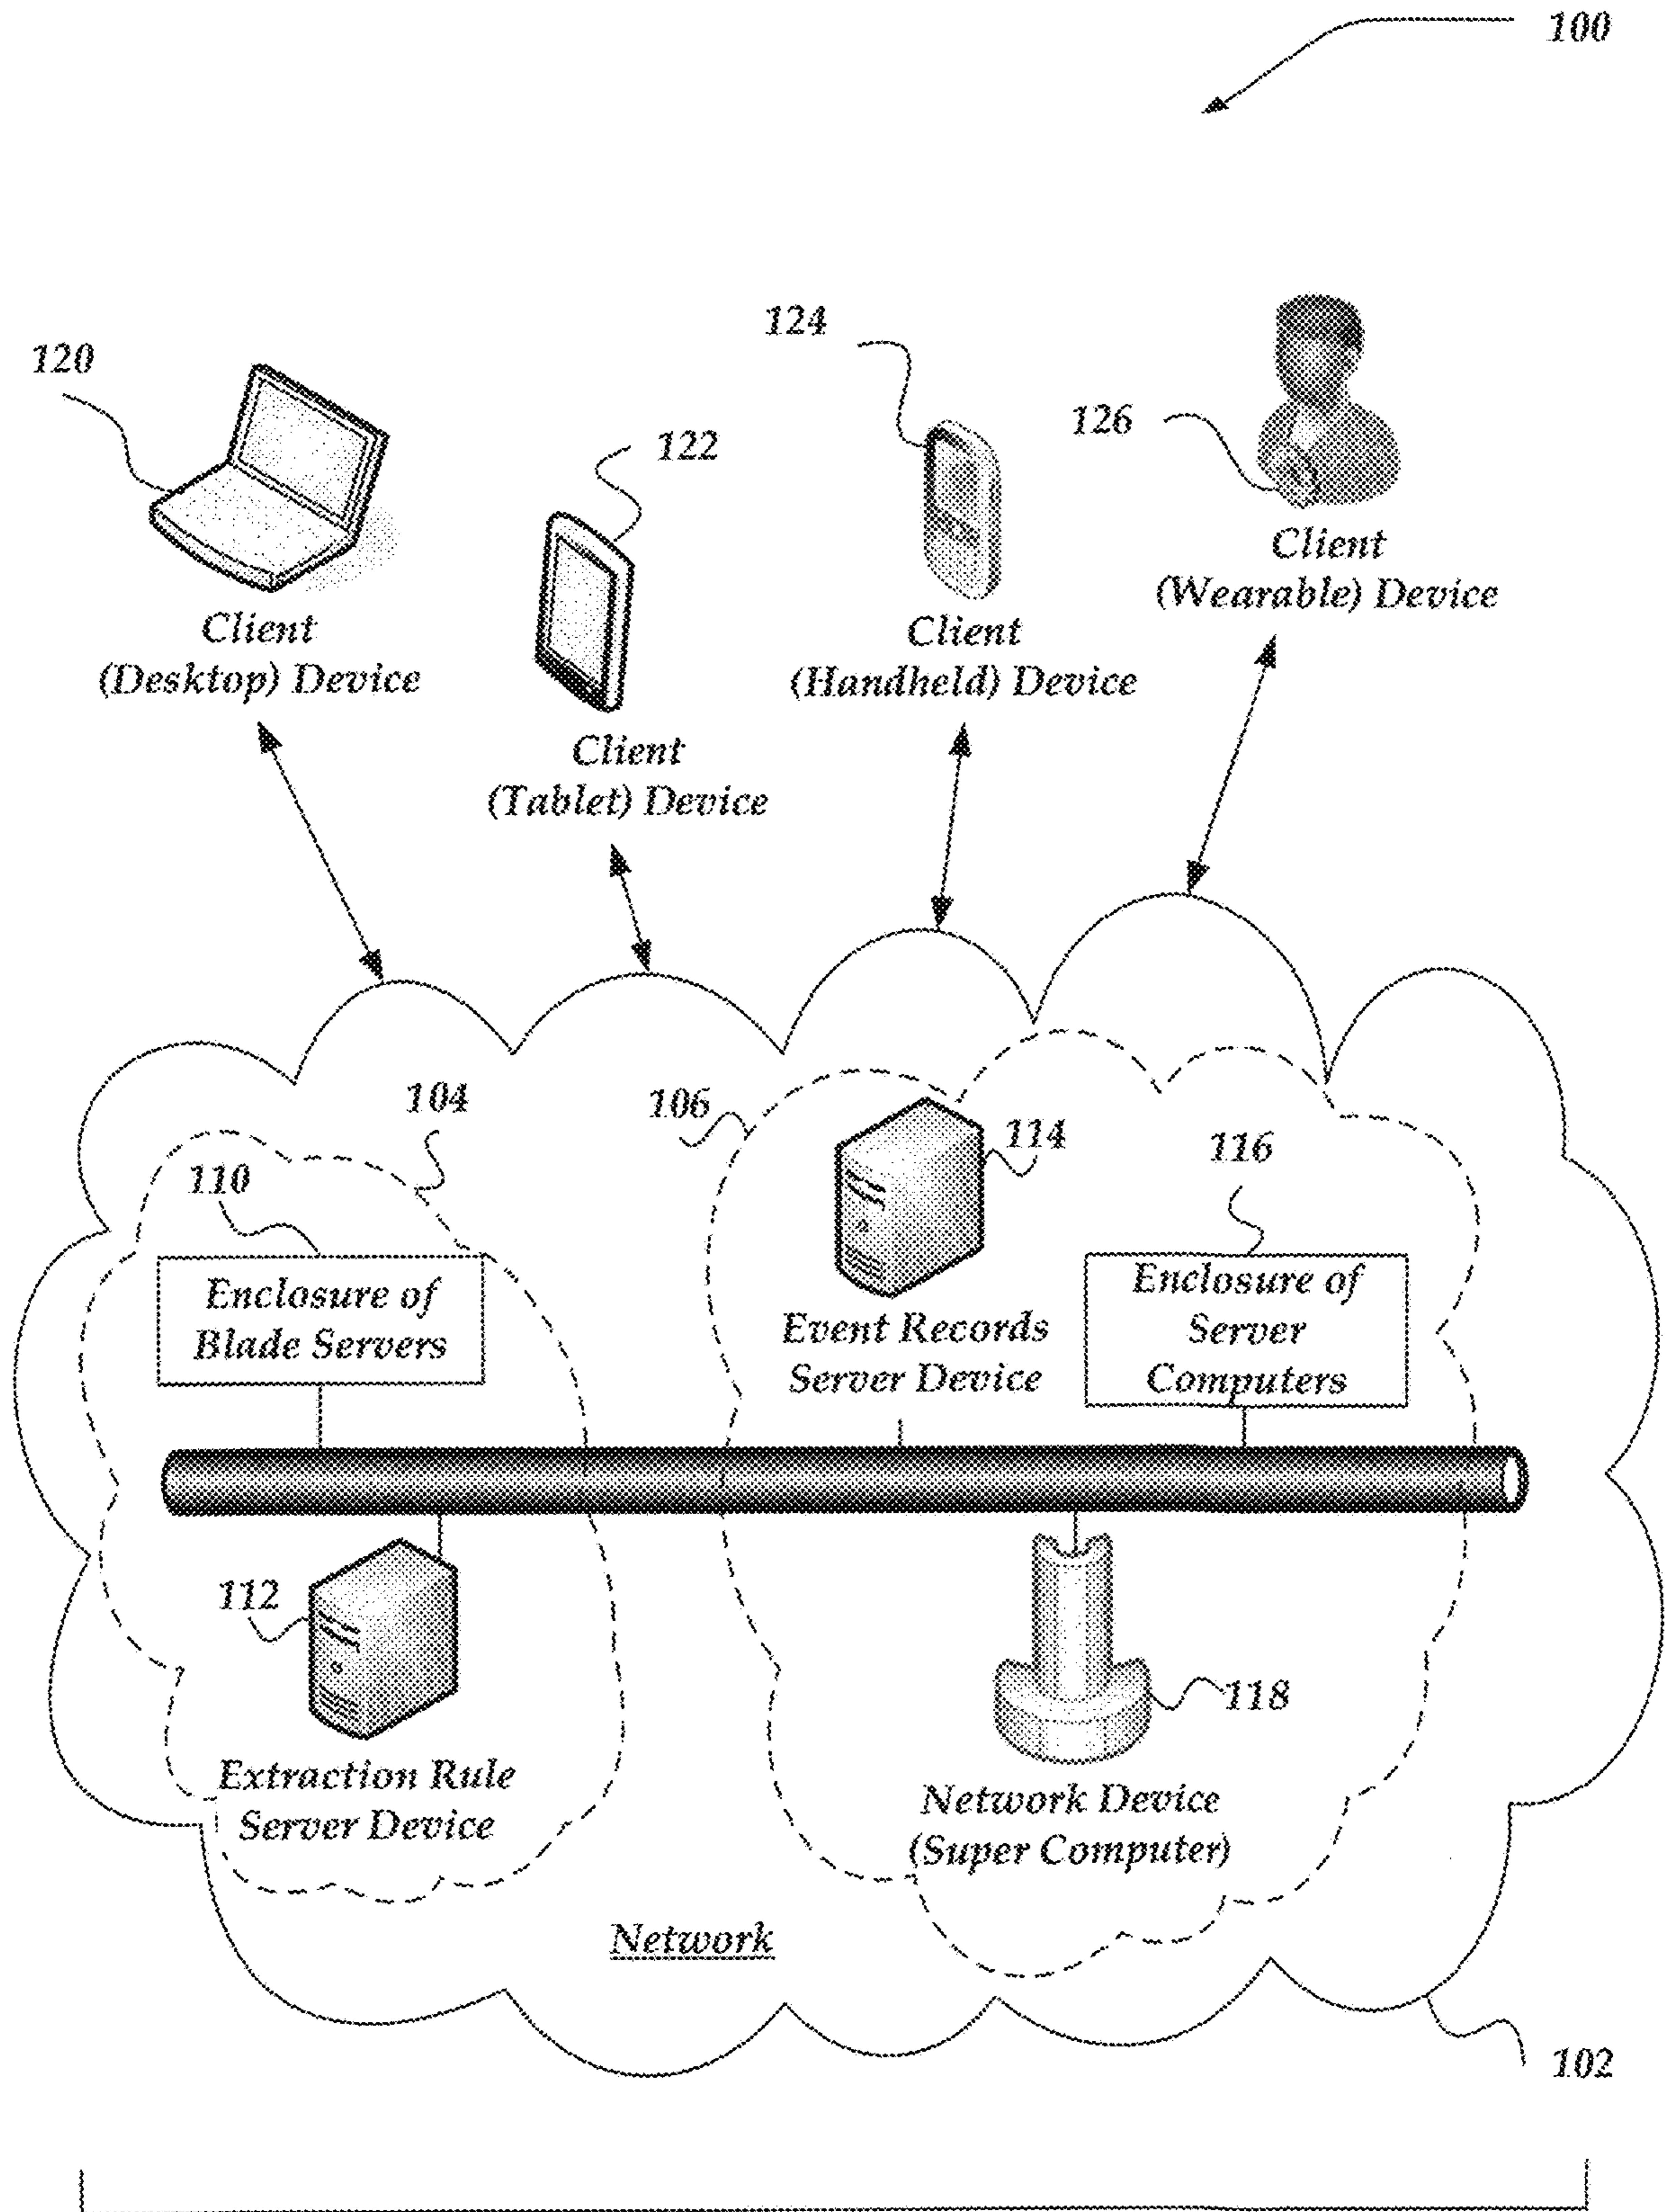 100
120
124
126
122
Client
(Wearable) Device
Client
(Desktop) Device
Client
(Handheld) Device
Client
(Tablet) Device
104
106
114
116
110
Enclosure of
Blade Servers
Event Records
Server Device
Enclosure of
Server
Computers
112
118
Extraction Rule
Server Device
Network Device
(Super Computer)
Network
102